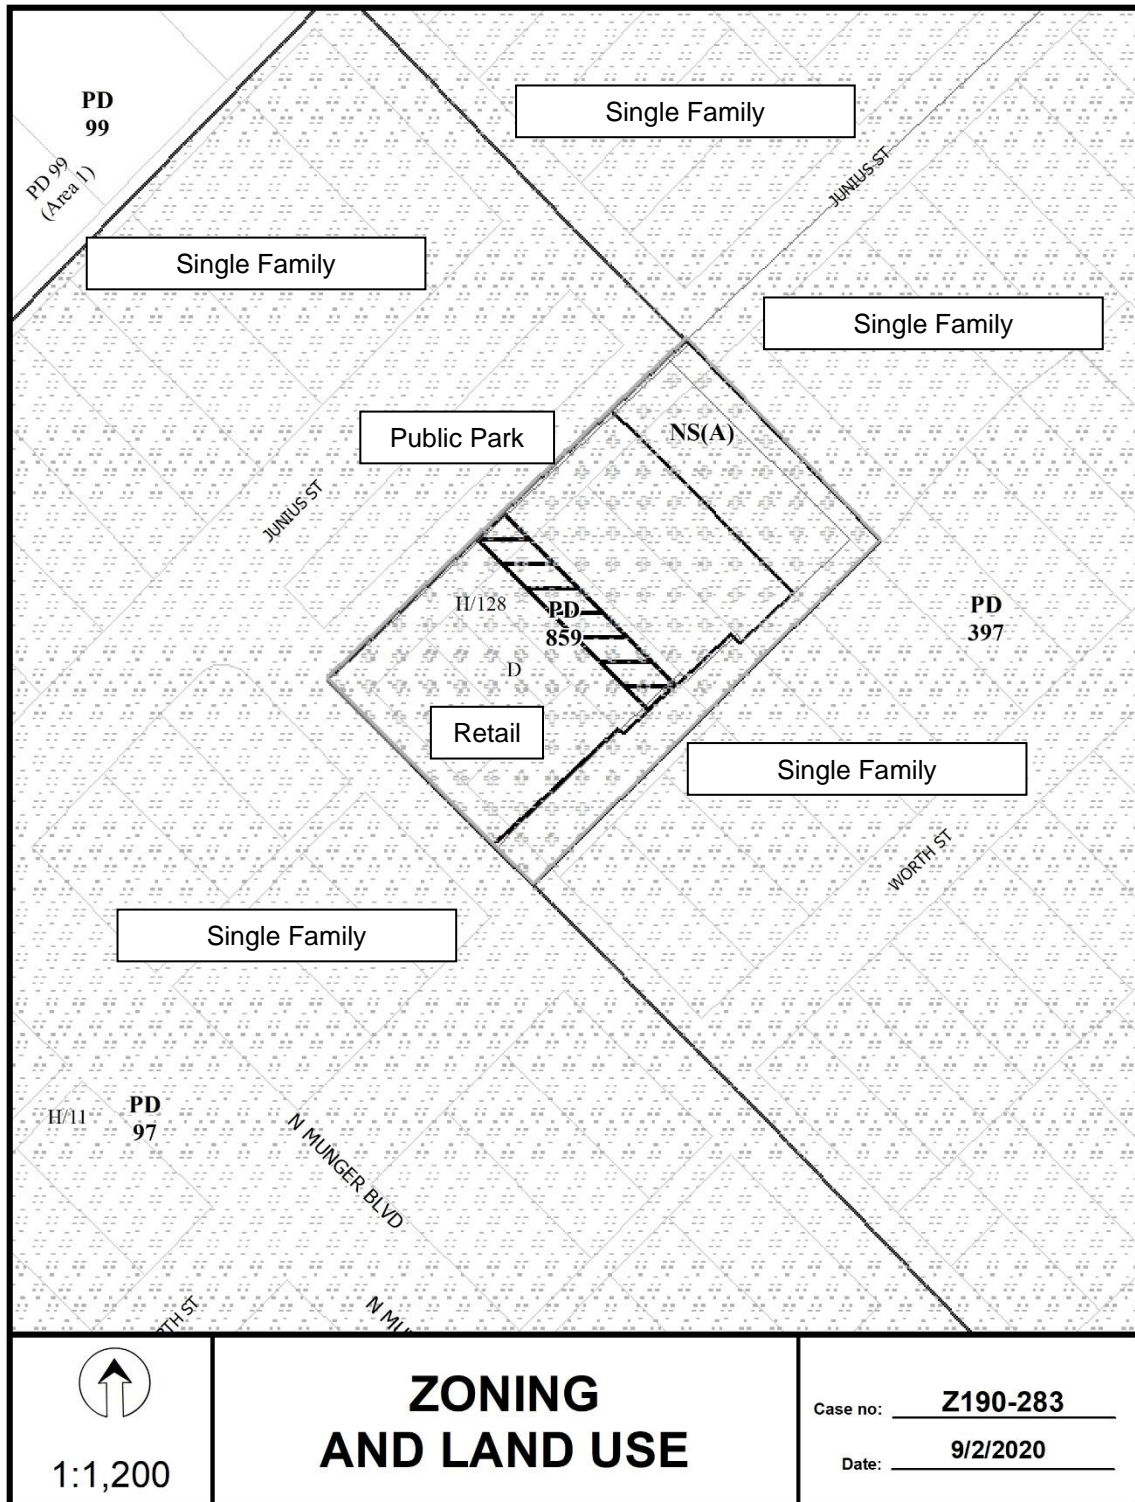 PD
99
PD 99
(Area 1)
Single Family
JUNIUS ST
Single Family
Single Family
Public Park
NS(A)
JUNIUS ST
H/128
PD
859
PD
397
D
Retail
Single Family
WORTH ST
Single Family
H/11
PD
97
N MUNGER BLVD
ZONING
AND LAND USE
1:1,200
Case no: Z190-283
Date: 9/2/2020